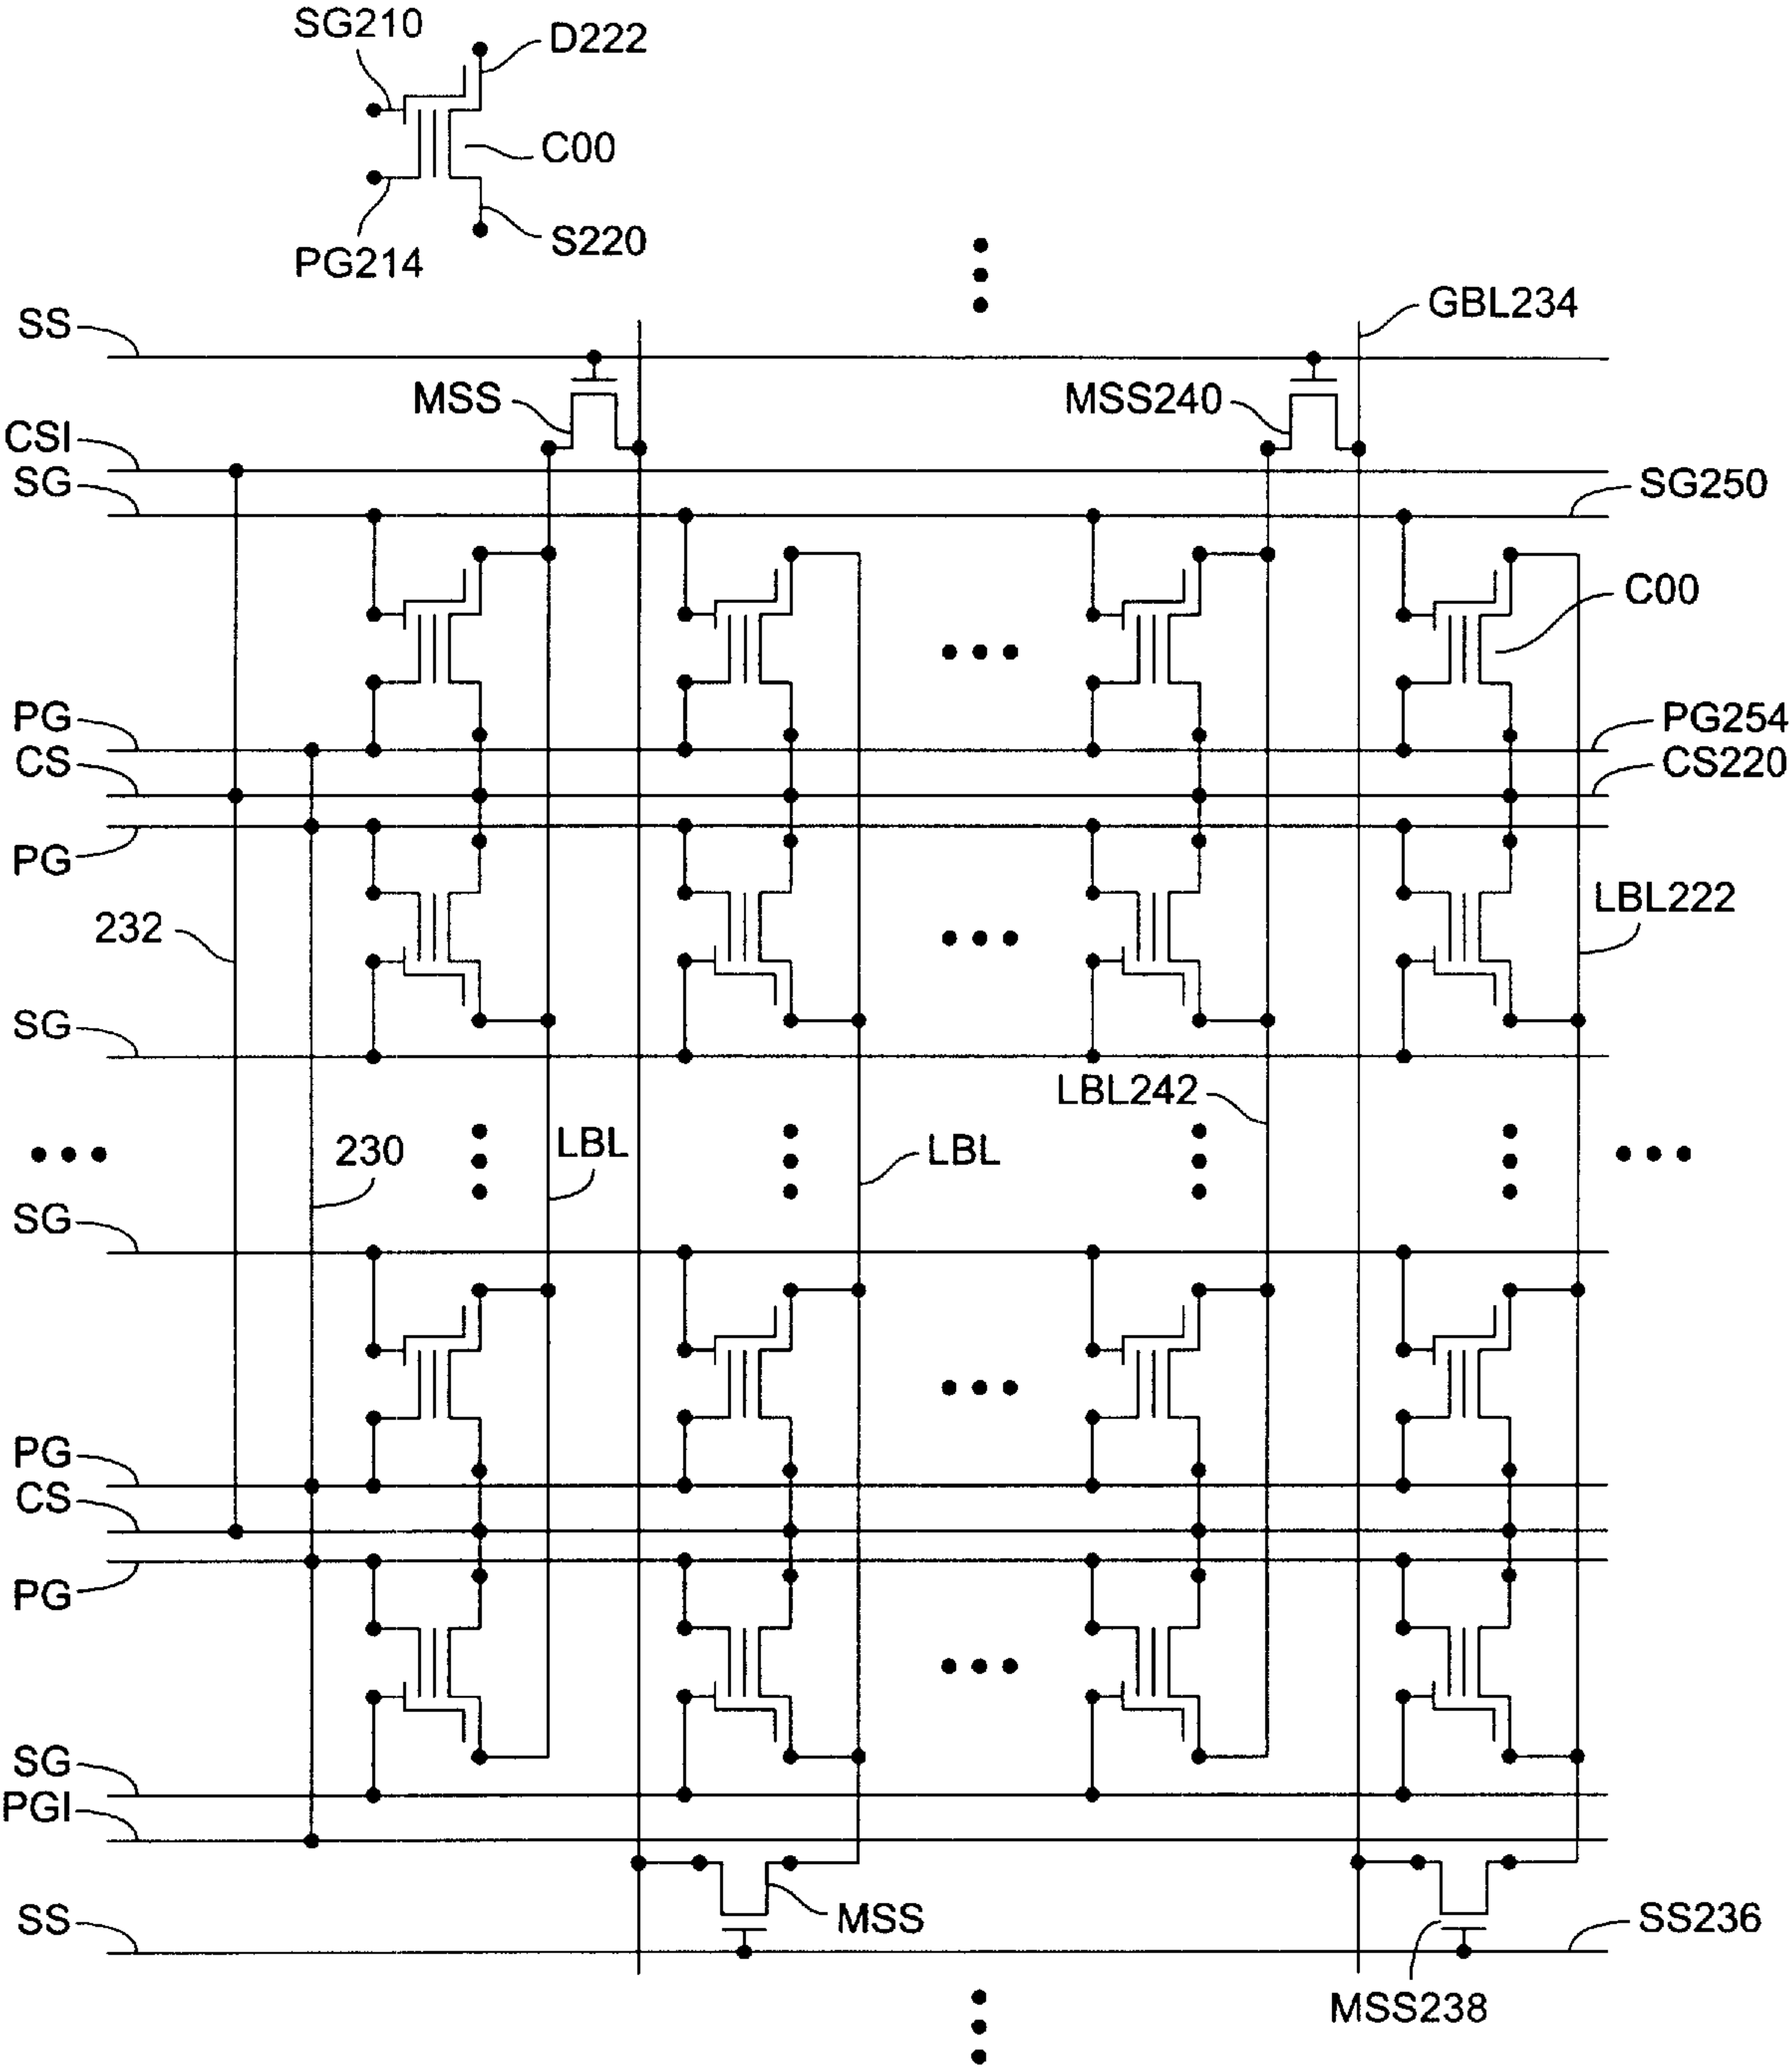 SG210
D222
C00
S220
PG214
GBL234
SS
MSS
MSS240
CSI
SG
SG250
C00
PG
PG254
CS
CS220
PG
LBL222
232
SG
LBL242
LBL
LBL
230
SG
PG
CS
PG
SG
PGI
MSS
SS
SS236
MSS238